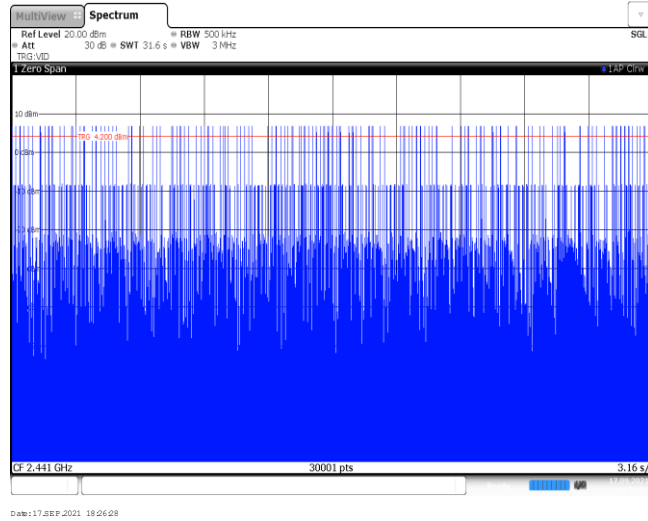 MultiView Spectrum
Ref Level 20.00 dBm RBW 500 kHz SGL
Att 30 dB SWT 31.6 s VBW 3 MHz
TRG:VID
1 Zero Span 1AP Clrw
10 dBm
TRG 4.200 dBm
0 dBm
CF 2.441 GHz 30001 pts 3.16 s/
Date:17.SEP.2021 18:26:28